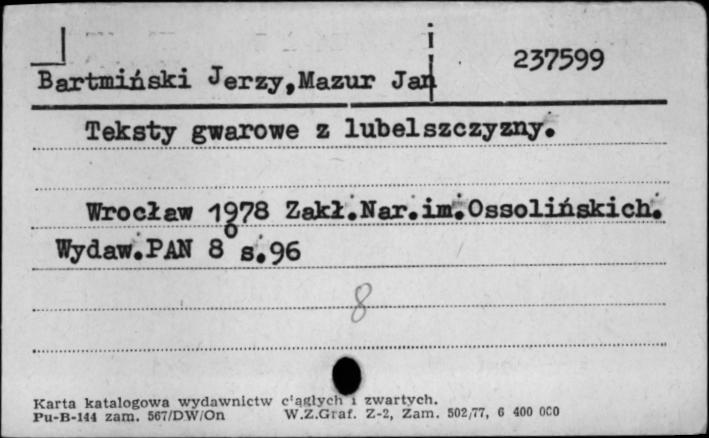 237599
Bartmiński Jerzy,Mazur Jan
Teksty gwarowe z lubelszczyzny.
Wrocław 1978 Zakł.Nar.im.Ossolińskich.
Wydaw.PAN 8° s.96
8
Karta katalogowa wydawnictw ciągłych i zwartych.
Pu-B-144 zam. 567/DW/On W.Z.Graf. Z-2, Zam. 502/77, 6 400 000